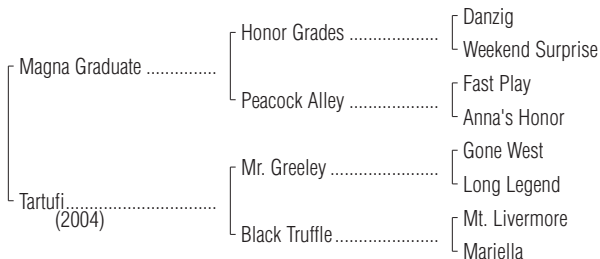 Danzig
Honor Grades ...................
Weekend Surprise
Magna Graduate ...............
Fast Play
Peacock Alley ...................
Anna's Honor
Gone West
Mr. Greeley ......................
Long Legend
Tartufi................................
(2004)
Mt. Livermore
Black Truffle......................
Mariella